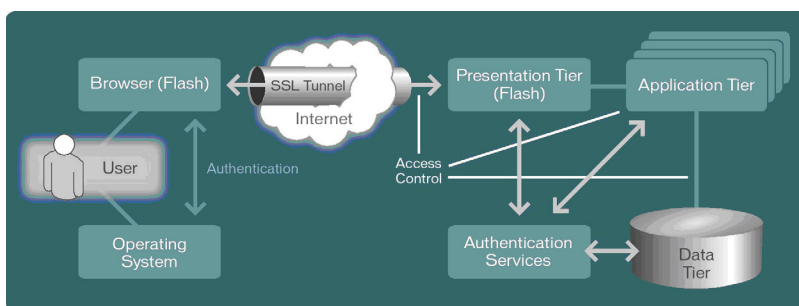 Browser (Flash)
SSL Tunnel
Internet
Presentation Tier
(Flash)
Application Tier
User
Authentication
Access
Control
Operating
System
Authentication
Services
Data
Tier